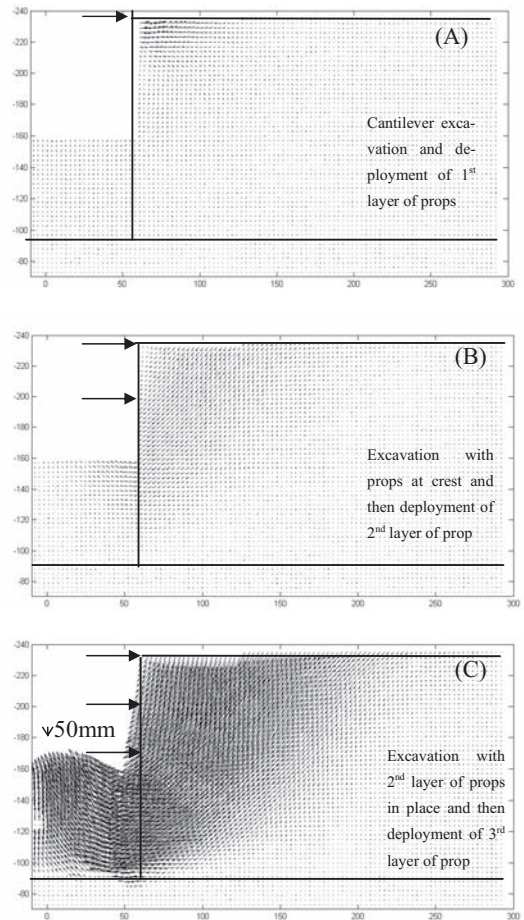 -240
(A)
-220
-200
-180
-160
-140
-120
-100
-80
Cantilever exca-
vation and de-
ployment of 1st
layer of props
0 50 100 150 200 250 300
-240
(B)
-220
-200
-180
-160
-140
-120
-100
-80
Excavation with
props at crest and
then deployment of
2nd layer of prop
0 50 100 150 200 250 300
-240
(C)
-220
-200
-180
-160
-140
-120
-100
-80
50mm
Excavation with
2nd layer of props
in place and then
deployment of 3rd
layer of prop
0 50 100 150 200 250 300